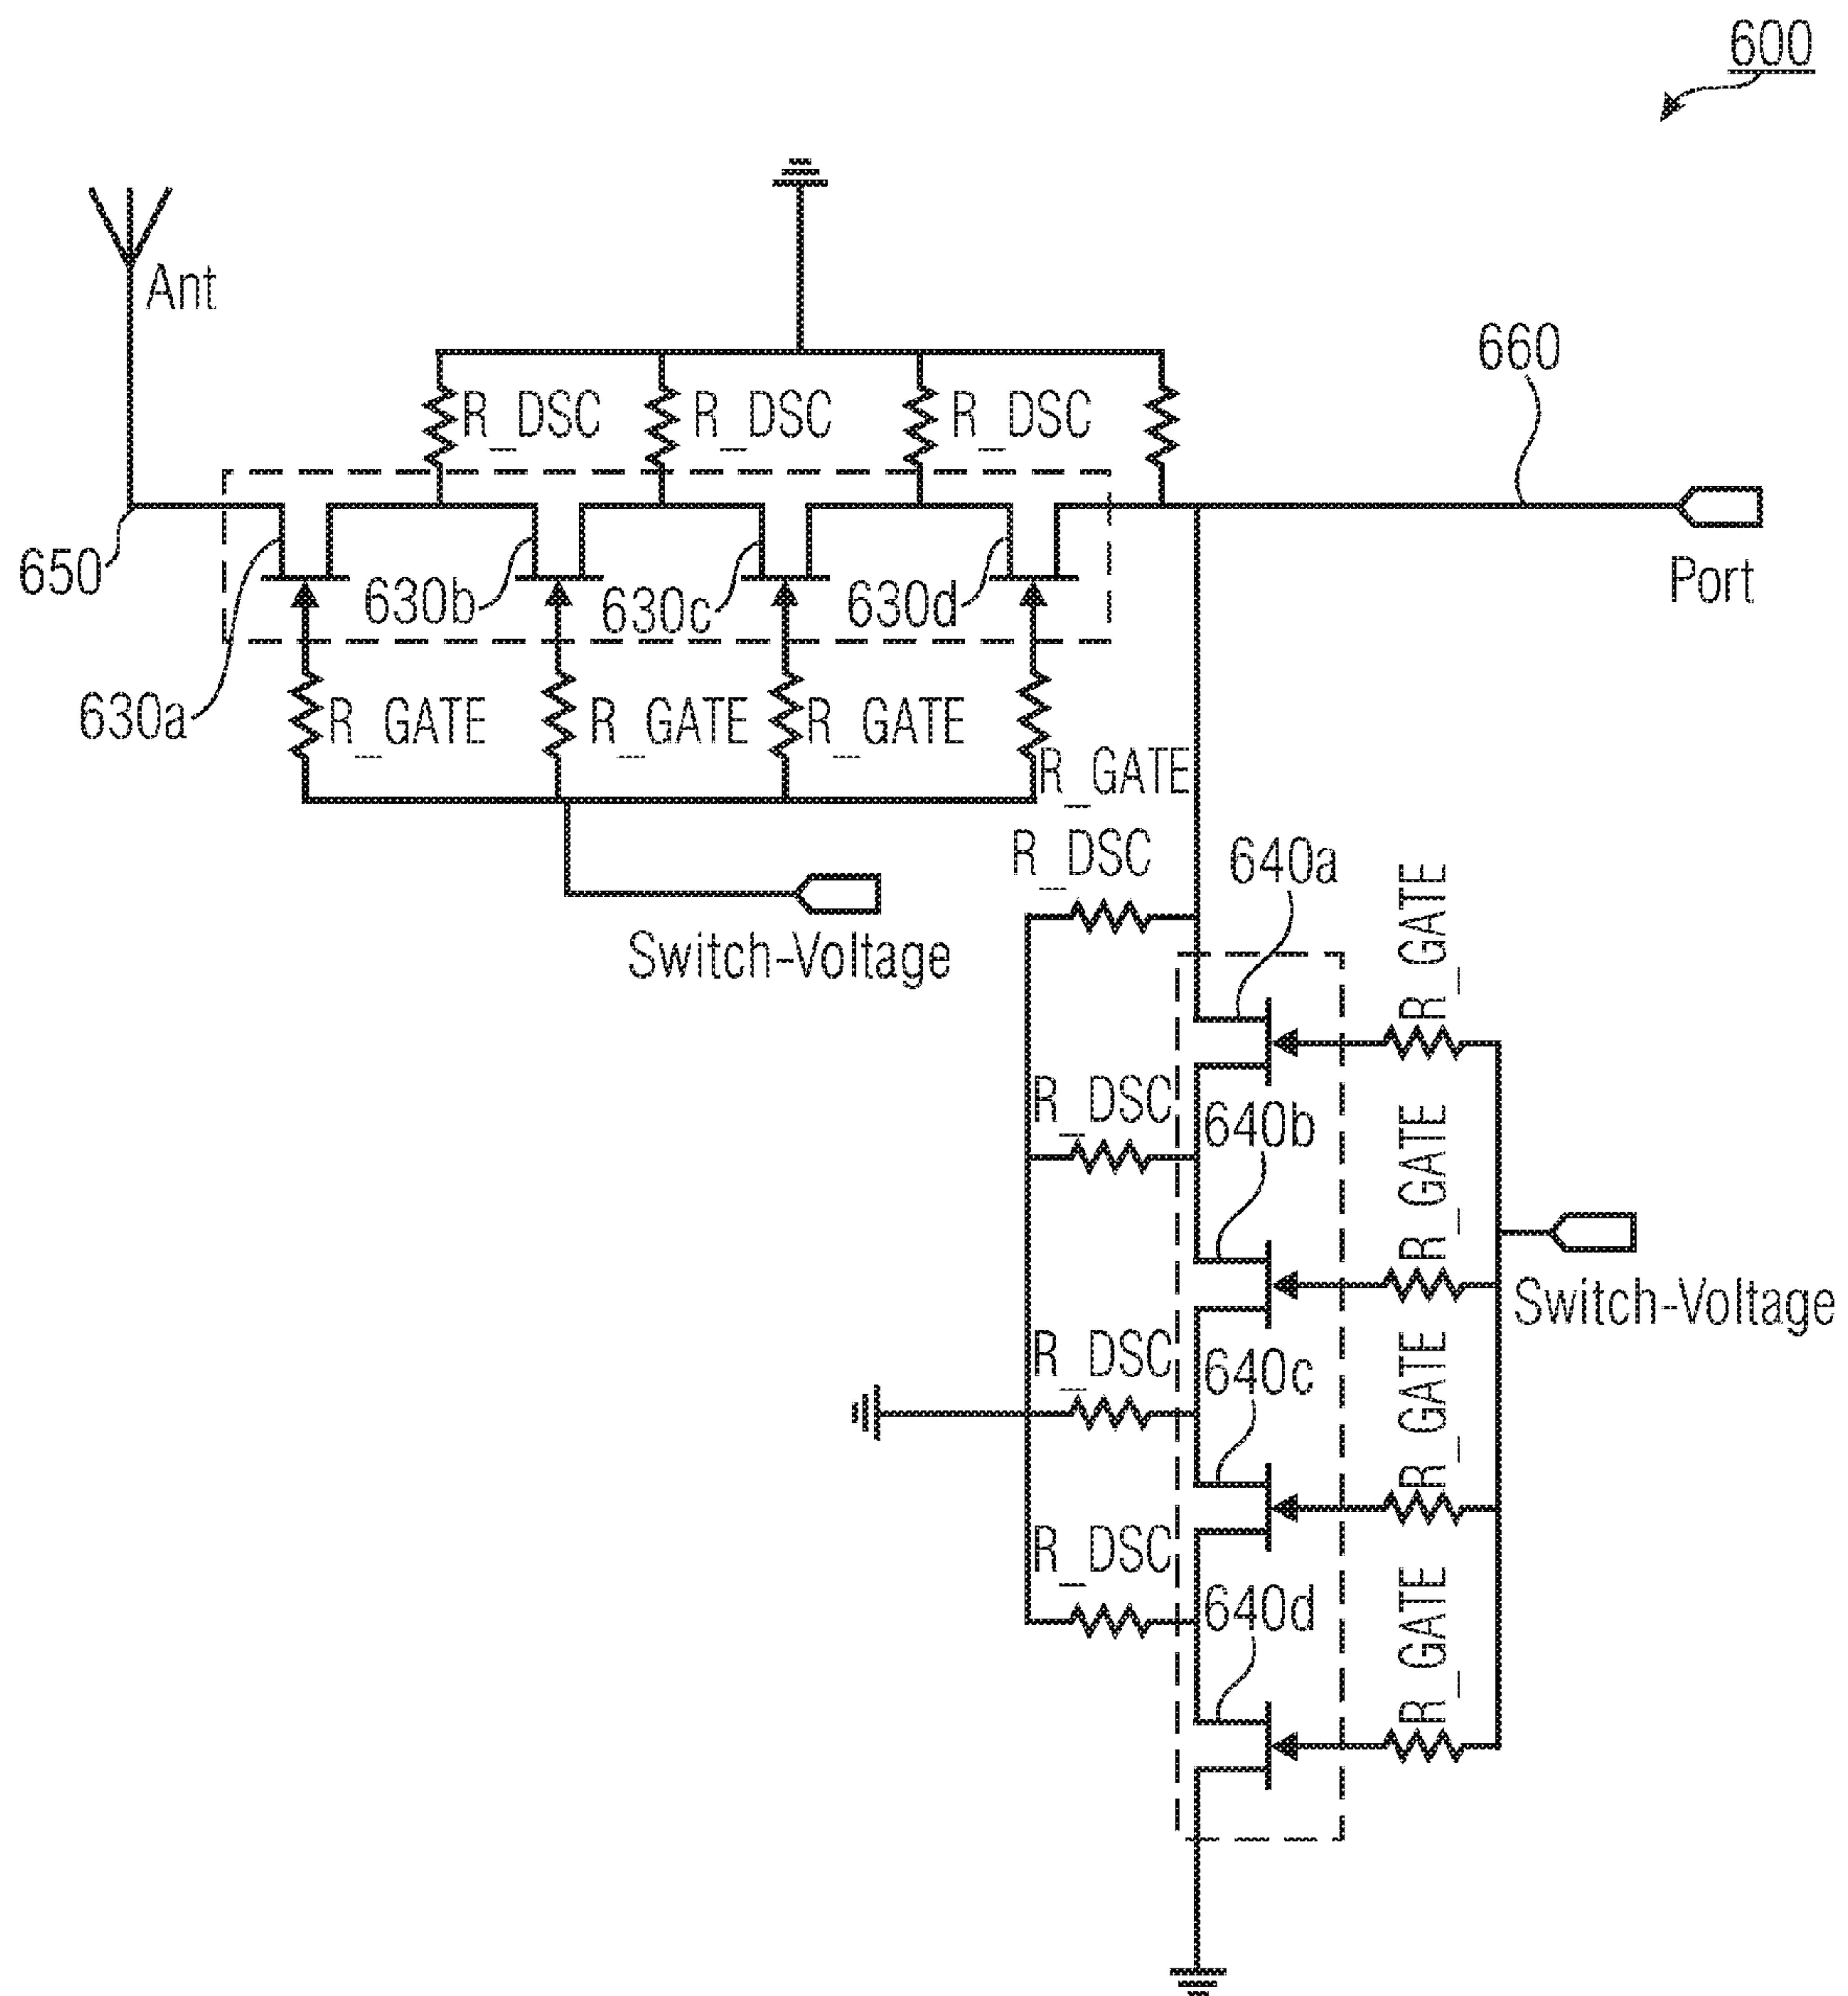 600
Ant
660
R_DSC R_DSC R_DSC
650
630b 630c 630d
Port
630a
R_GATE R_GATE R_GATE
R_GATE
R_DSC
640a
R_GATE
Switch-Voltage
R_DSC
640b
R_GATE
Switch-Voltage
R_DSC
640c
R_GATE
R_DSC
640d
R_GATE